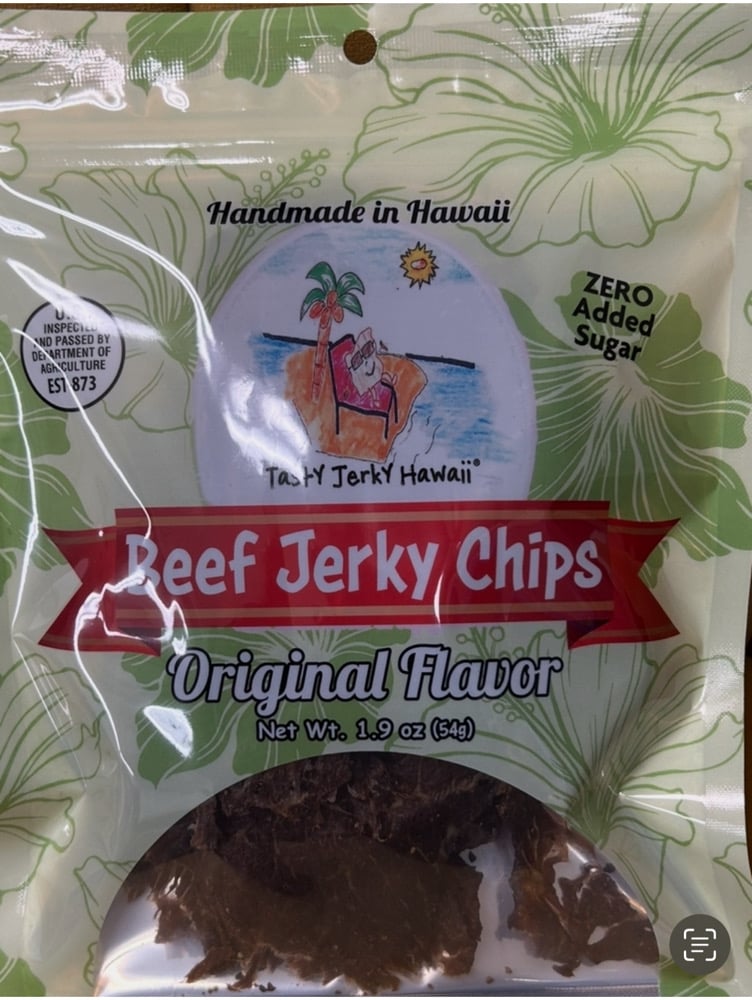 Handmade in Hawaii
ZERO
Added
Sugar
INSPECTED
AND PASSED BY
DEPARTMENT OF
AGRICULTURE
EST 873
Tasty Jerky Hawaii®
Beef Jerky Chips
Original Flavor
Net Wt. 1.9 oz (54g)